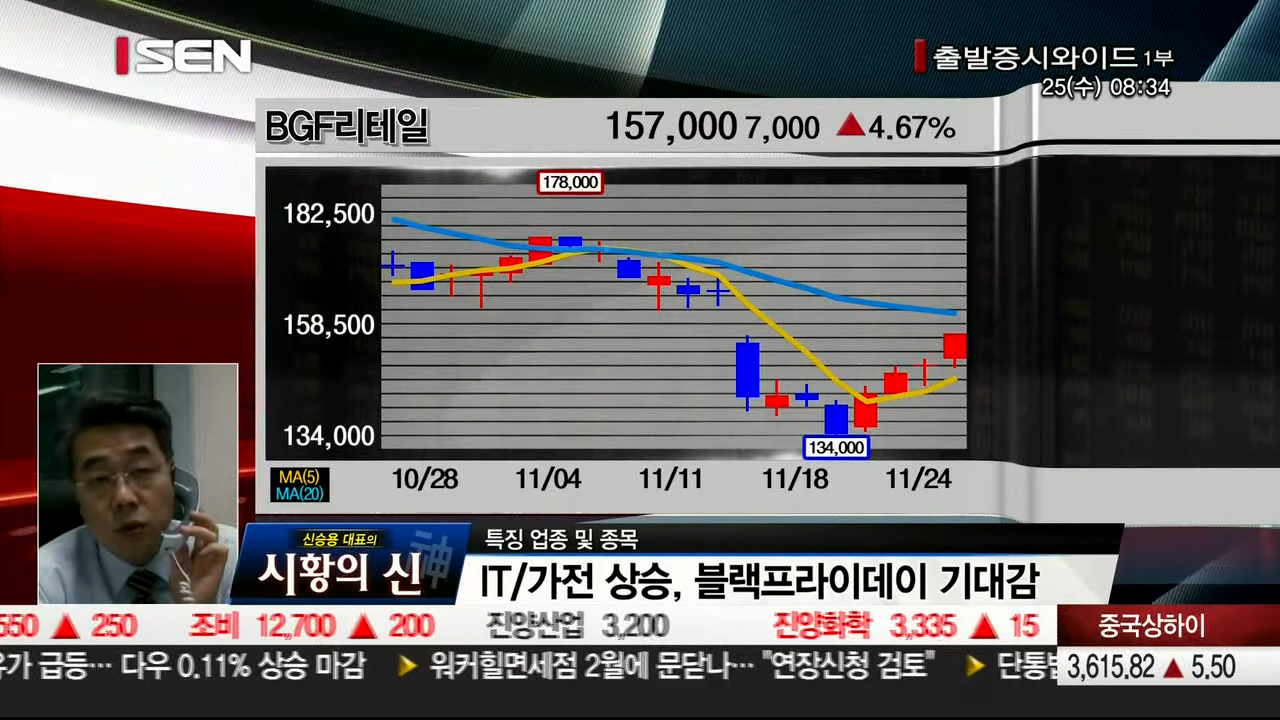 SEN
출발증시와이드 1부
25(수) 08:34
BGF리테일 157,000 7,000 ▲4.67%
178,000
182,500
158,500
134,000
134,000
MA(5)
MA(20)
10/28 11/04 11/11 11/18 11/24
신승용 대표의
시황의 신
神
특징 업종 및 종목
IT/가전 상승, 블랙프라이데이 기대감
550 ▲ 250 조비 12,700 ▲ 200 진양산업 3,200 진양화학 3,335 ▲ 15
중국상하이
가 급등… 다우 0.11% 상승 마감 ▶ 워커힐면세점 2월에 문닫나… "연장신청 검토" ▶ 단통법
3,615.82 ▲ 5.50